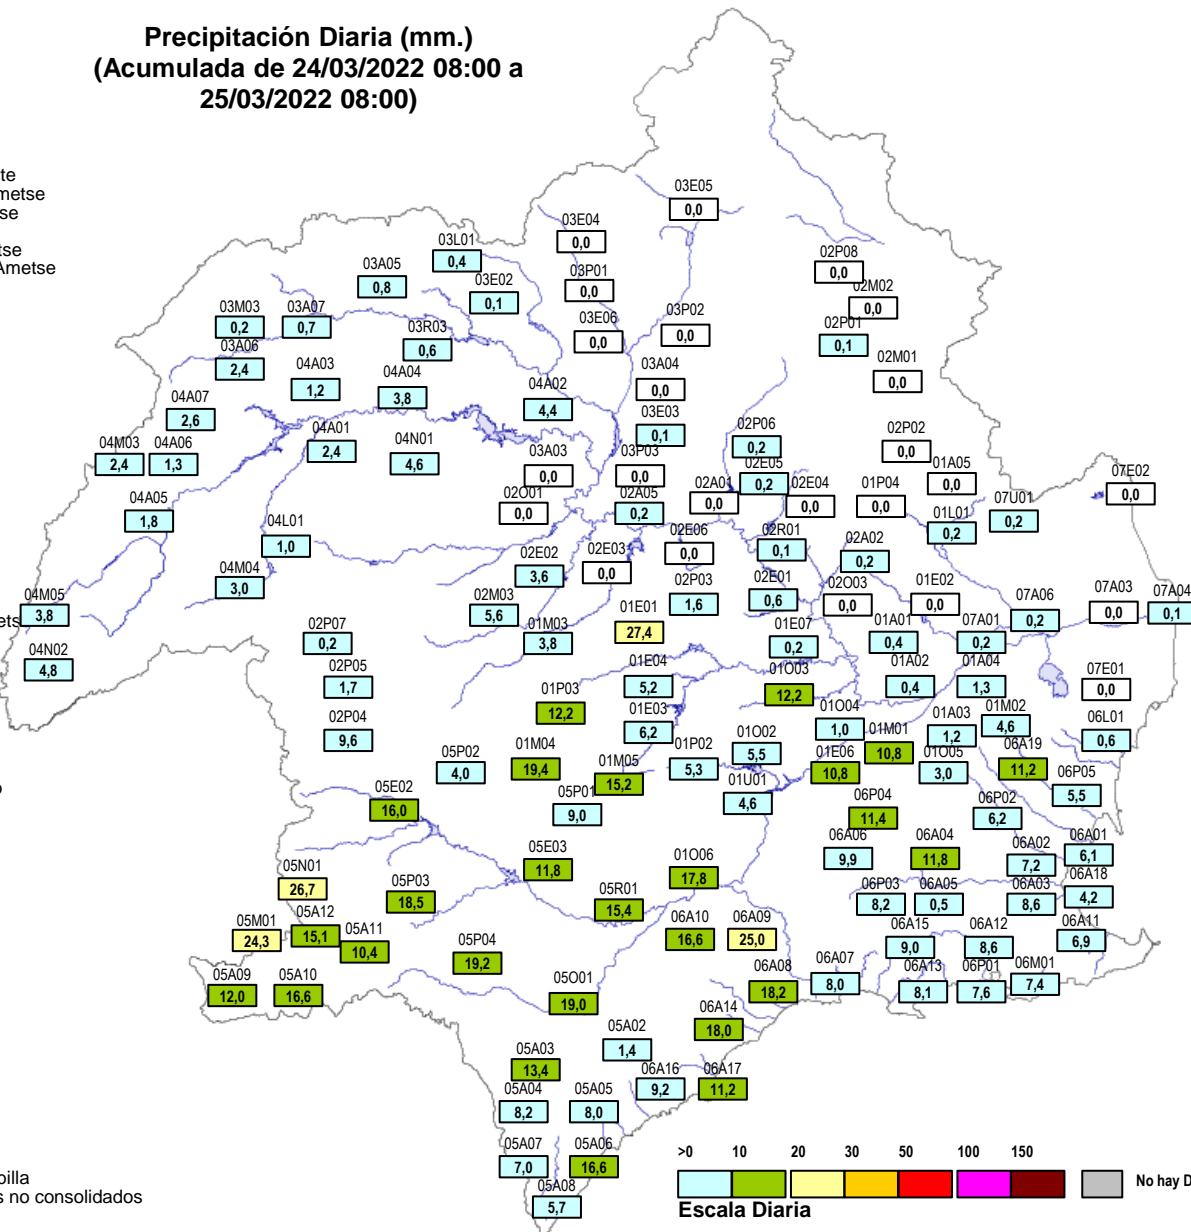 Precipitación Diaria (mm.)
(Acumulada de 24/03/2022 08:00 a
25/03/2022 08:00)
te
metse
se
tse
Ametse
03E05
0,0
03E04
0,0
03L01
0,4
03A05
0,8
03E02
0,1
03P01
0,0
02P08
0,0
02M02
0,0
03M03
0,2
03A07
0,7
03R03
0,6
03E06
0,0
03P02
0,0
02P01
0,1
03A06
2,4
04A03
1,2
04A04
3,8
04A02
4,4
03A04
0,0
02M01
0,0
04A07
2,6
04A01
2,4
04N01
4,6
03E03
0,1
02P06
0,2
02P02
0,0
04M03
2,4
04A06
1,3
03A03
0,0
03P03
0,0
02E05
0,2
01A05
0,0
07E02
0,0
04A05
1,8
02O01
0,0
02A05
0,2
02A01
0,0
02E04
0,0
01P04
0,0
07U01
0,2
04L01
1,0
01L01
0,2
02E06
0,0
02R01
0,1
02A02
0,2
04M04
3,0
02E02
3,6
02E03
0,0
04M05
3,8
ets
02M03
5,6
02P03
1,6
02E01
0,6
02O03
0,0
01E02
0,0
07A06
0,2
07A03
0,0
07A04
0,1
04N02
4,8
02P07
0,2
01M03
3,8
01E01
27,4
01E07
0,2
01A01
0,4
07A01
0,2
02P05
1,7
01E04
5,2
01O03
12,2
01A02
0,4
01A04
1,3
07E01
0,0
01P03
12,2
02P04
9,6
01E03
6,2
01O04
1,0
01M02
4,6
01A03
1,2
06L01
0,6
05P02
4,0
01M04
19,4
01P02
5,3
01O02
5,5
01M01
10,8
01E06
10,8
01O05
3,0
06A19
11,2
o
01M05
15,2
01U01
4,6
06P05
5,5
05E02
16,0
05P01
9,0
06P04
11,4
06P02
6,2
05E03
11,8
01O06
17,8
06A06
9,9
06A04
11,8
06A02
7,2
06A01
6,1
05N01
26,7
05P03
18,5
05R01
15,4
06P03
8,2
06A05
0,5
06A03
8,6
06A18
4,2
05M01
24,3
05A12
15,1
05A11
10,4
05P04
19,2
06A10
16,6
06A09
25,0
06A15
9,0
06A12
8,6
06A11
6,9
05A09
12,0
05A10
16,6
05O01
19,0
06A08
18,2
06A07
8,0
06A13
8,1
06P01
7,6
06M01
7,4
06A14
18,0
05A02
1,4
05A03
13,4
06A16
9,2
06A17
11,2
05A04
8,2
05A05
8,0
05A07
7,0
05A06
16,6
05A08
5,7
>0 10 20 30 50 100 150
No hay D
Escala Diaria
oilla
s no consolidados